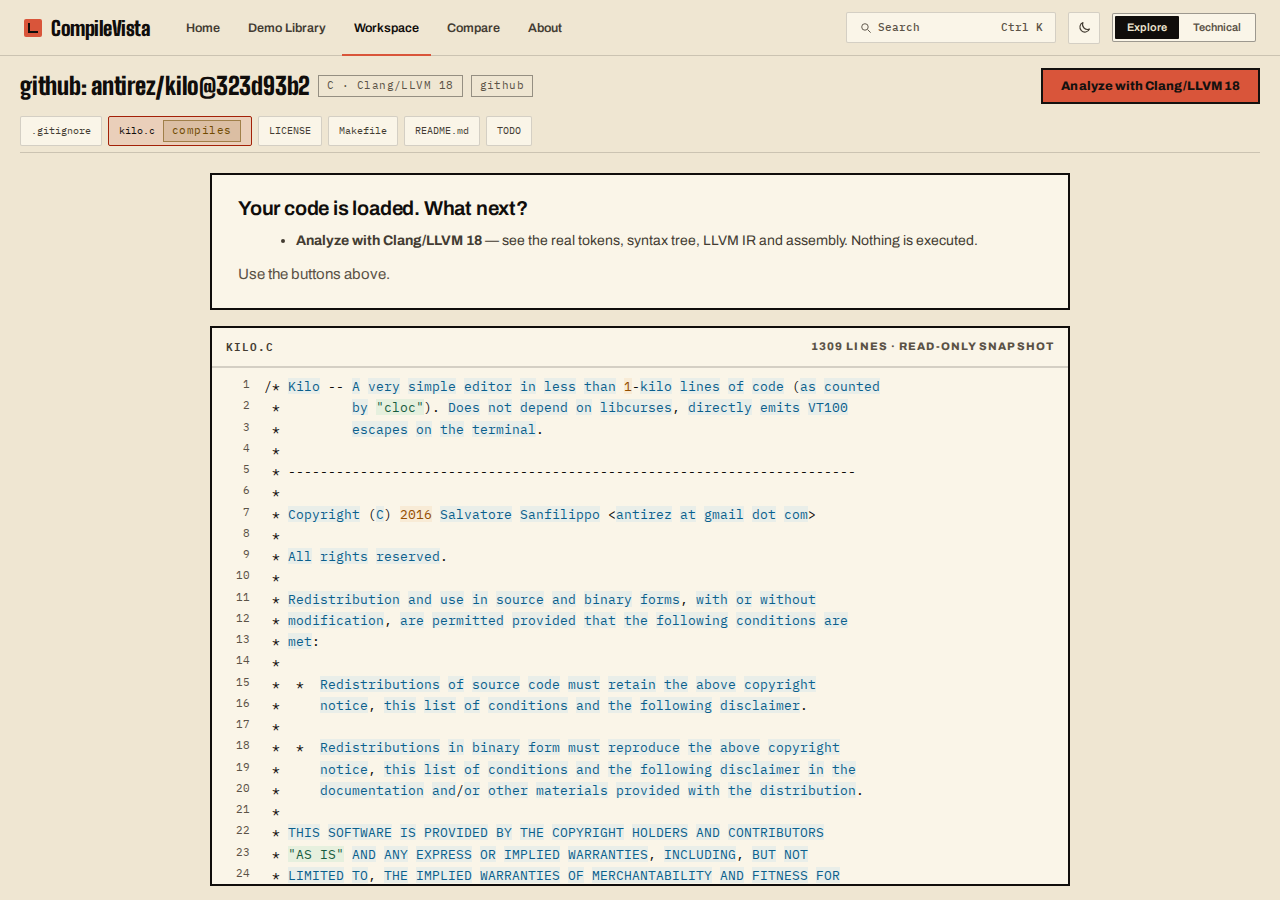 CompileVista Home Demo Library Workspace Compare About Search Ctrl K Explore Technical
github: antirez/kilo@323d93b2 C · Clang/LLVM 18 github Analyze with Clang/LLVM 18
.gitignore kilo.c compiles LICENSE Makefile README.md TODO
Your code is loaded. What next?
• Analyze with Clang/LLVM 18 — see the real tokens, syntax tree, LLVM IR and assembly. Nothing is executed.
Use the buttons above.
KILO.C 1309 LINES · READ-ONLY SNAPSHOT
1 /* Kilo -- A very simple editor in less than 1-kilo lines of code (as counted
2 *         by "cloc"). Does not depend on libcurses, directly emits VT100
3 *         escapes on the terminal.
4 *
5 * -----------------------------------------------------------------------
6 *
7 * Copyright (C) 2016 Salvatore Sanfilippo <antirez at gmail dot com>
8 *
9 * All rights reserved.
10 *
11 * Redistribution and use in source and binary forms, with or without
12 * modification, are permitted provided that the following conditions are
13 * met:
14 *
15 *  *  Redistributions of source code must retain the above copyright
16 *     notice, this list of conditions and the following disclaimer.
17 *
18 *  *  Redistributions in binary form must reproduce the above copyright
19 *     notice, this list of conditions and the following disclaimer in the
20 *     documentation and/or other materials provided with the distribution.
21 *
22 * THIS SOFTWARE IS PROVIDED BY THE COPYRIGHT HOLDERS AND CONTRIBUTORS
23 * "AS IS" AND ANY EXPRESS OR IMPLIED WARRANTIES, INCLUDING, BUT NOT
24 * LIMITED TO, THE IMPLIED WARRANTIES OF MERCHANTABILITY AND FITNESS FOR